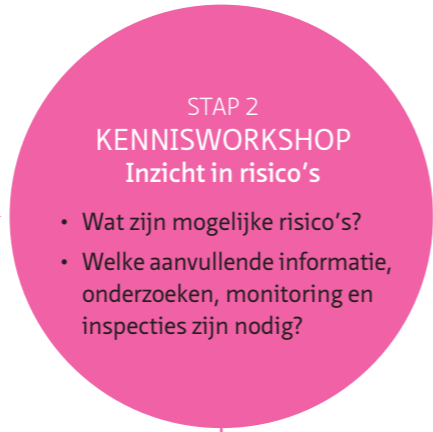 STAP 2
KENNISWORKSHOP
Inzicht in risico's
• Wat zijn mogelijke risico's?
• Welke aanvullende informatie,
onderzoeken, monitoring en
inspecties zijn nodig?